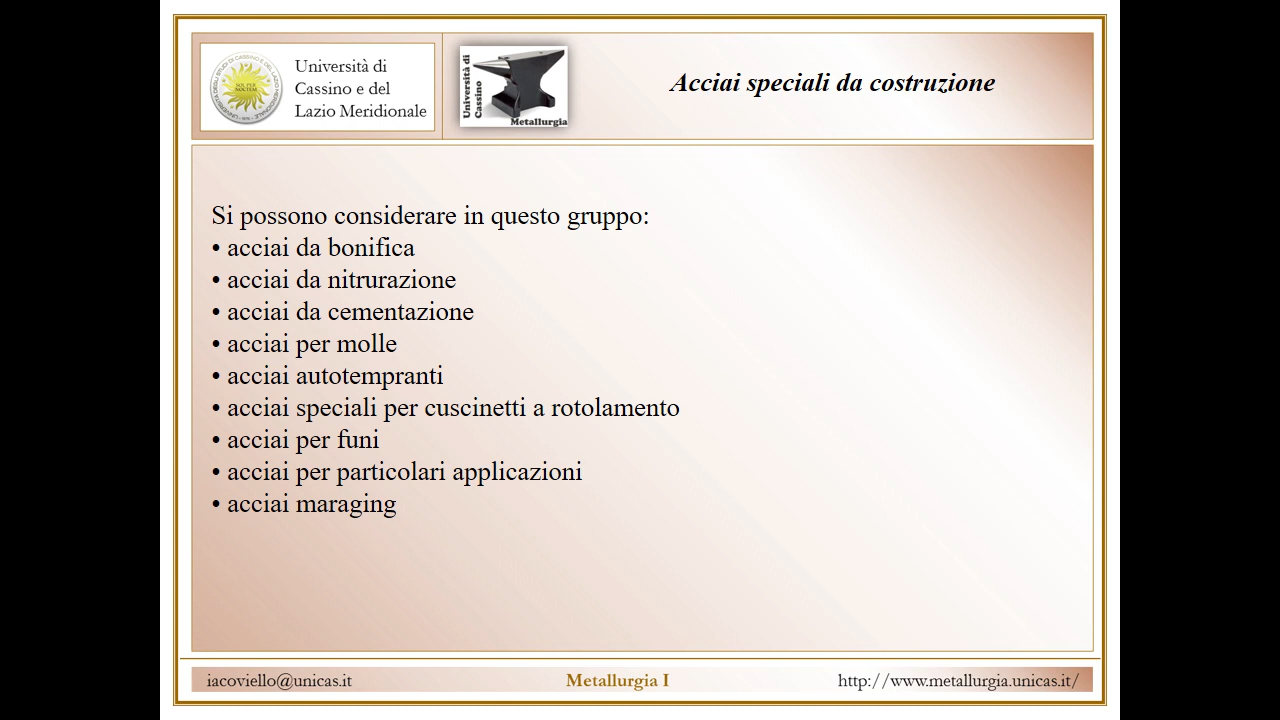 Università di
Cassino e del
Lazio Meridionale
Università di
Cassino
Metallurgia
Acciai speciali da costruzione
Si possono considerare in questo gruppo:
• acciai da bonifica
• acciai da nitrurazione
• acciai da cementazione
• acciai per molle
• acciai autotempranti
• acciai speciali per cuscinetti a rotolamento
• acciai per funi
• acciai per particolari applicazioni
• acciai maraging
iacoviello@unicas.it
Metallurgia I
http://www.metallurgia.unicas.it/